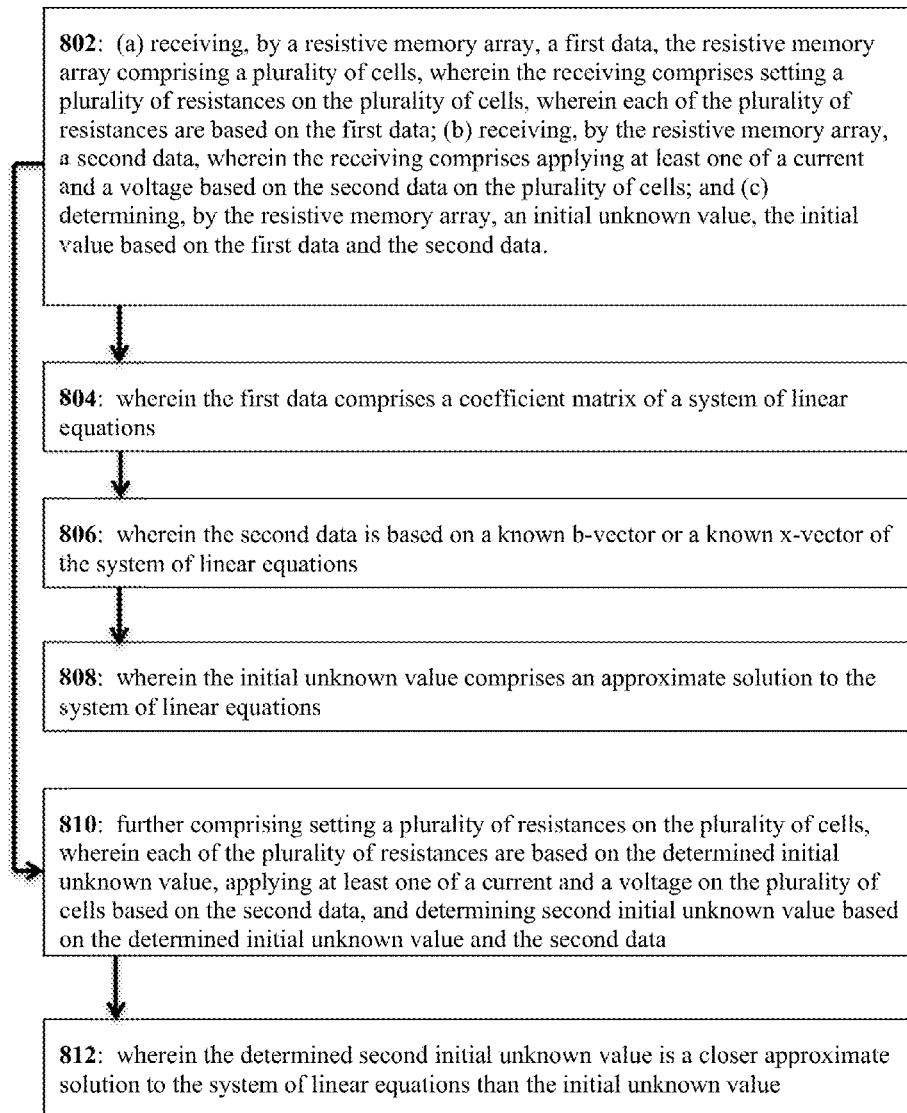 802: (a) receiving, by a resistive memory array, a first data, the resistive memory
array comprising a plurality of cells, wherein the receiving comprises setting a
plurality of resistances on the plurality of cells, wherein each of the plurality of
resistances are based on the first data; (b) receiving, by the resistive memory array,
a second data, wherein the receiving comprises applying at least one of a current
and a voltage based on the second data on the plurality of cells; and (c)
determining, by the resistive memory array, an initial unknown value, the initial
value based on the first data and the second data.
804: wherein the first data comprises a coefficient matrix of a system of linear
equations
806: wherein the second data is based on a known b-vector or a known x-vector of
the system of linear equations
808: wherein the initial unknown value comprises an approximate solution to the
system of linear equations
810: further comprising setting a plurality of resistances on the plurality of cells,
wherein each of the plurality of resistances are based on the determined initial
unknown value, applying at least one of a current and a voltage on the plurality of
cells based on the second data, and determining second initial unknown value based
on the determined initial unknown value and the second data
812: wherein the determined second initial unknown value is a closer approximate
solution to the system of linear equations than the initial unknown value